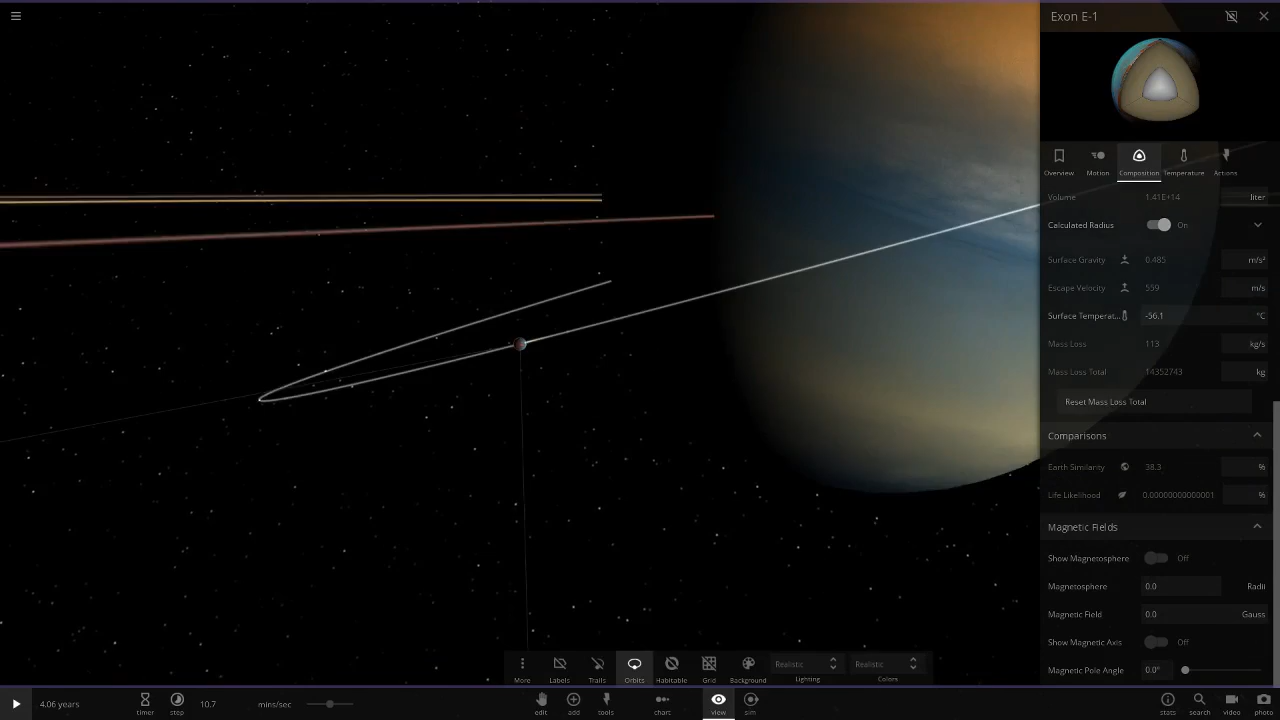 Exon E-1
Overview Motion Composition Temperature Actions
Volume 1.41E+14 liter
Calculated Radius On
Surface Gravity 0.485 m/s²
Escape Velocity 559 m/s
Surface Temperat... -56.1 °C
Mass Loss 113 kg/s
Mass Loss Total 14352743 kg
Reset Mass Loss Total
Comparisons
Earth Similarity 38.3 %
Life Likelihood 0.00000000000001 %
Magnetic Fields
Show Magnetosphere Off
Magnetosphere 0.0 Radii
Magnetic Field 0.0 Gauss
Show Magnetic Axis Off
Magnetic Pole Angle 0.0°
More Labels Trails Orbits Habitable Grid Background Realistic Lighting Realistic Colors
4.06 years timer step 10.7 mins/sec edit add tools chart view sim stats search video photo